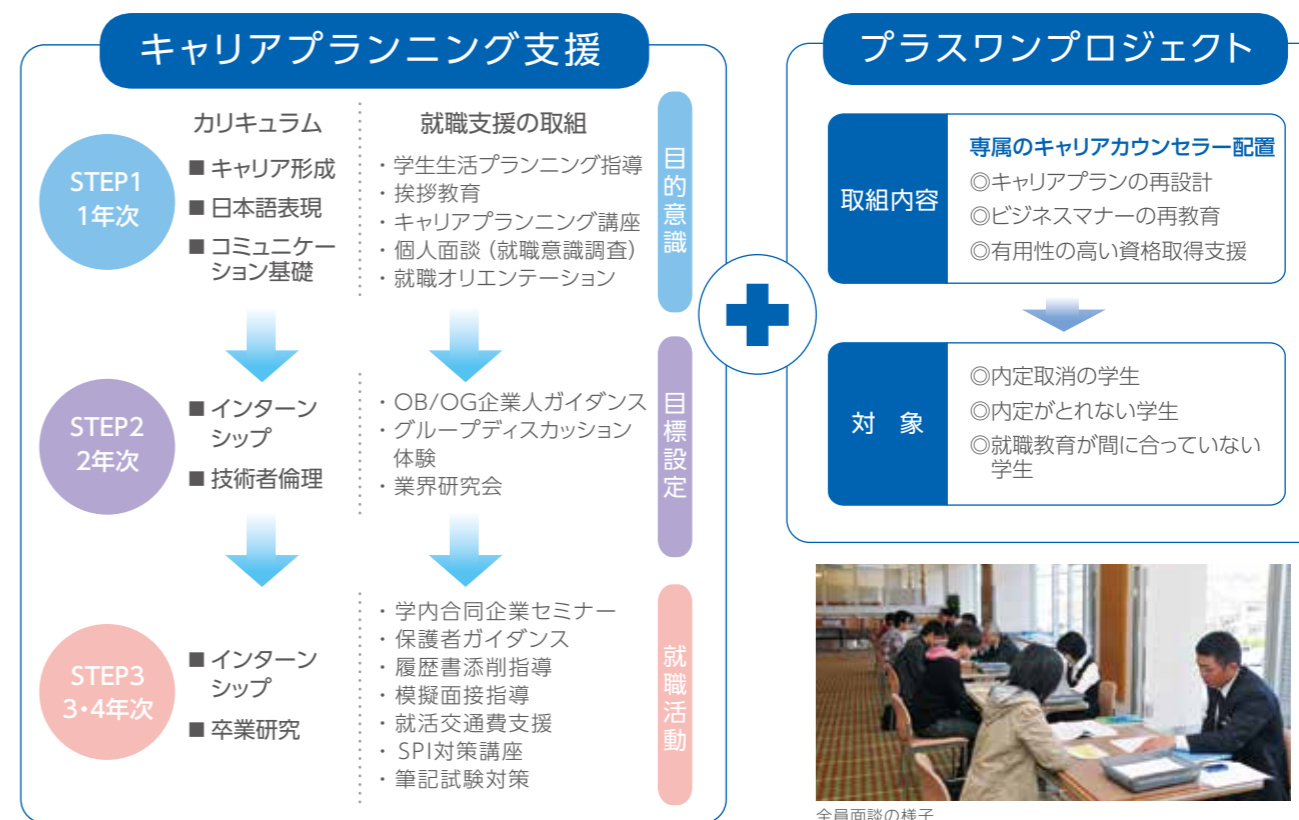 キャリアプランニング支援
カリキュラム
就職支援の取組
STEP1
1年次
■ キャリア形成
■ 日本語表現
■ コミュニケー
ション基礎
・学生生活プランニング指導
・挨拶教育
・キャリアプランニング講座
・個人面談（就職意識調査）
・就職オリエンテーション
目的意識
STEP2
2年次
■ インターン
シップ
■ 技術者倫理
・OB/OG企業人ガイダンス
・グループディスカッション
体験
・業界研究会
目標設定
STEP3
3・4年次
■ インターン
シップ
■ 卒業研究
・学内合同企業セミナー
・保護者ガイダンス
・履歴書添削指導
・模擬面接指導
・就活交通費支援
・SPI対策講座
・筆記試験対策
就職活動
プラスワンプロジェクト
取組内容
専属のキャリアカウンセラー配置
◎キャリアプランの再設計
◎ビジネスマナーの再教育
◎有用性の高い資格取得支援
対 象
◎内定取消の学生
◎内定がとれない学生
◎就職教育が間に合っていない
学生
全員面談の様子